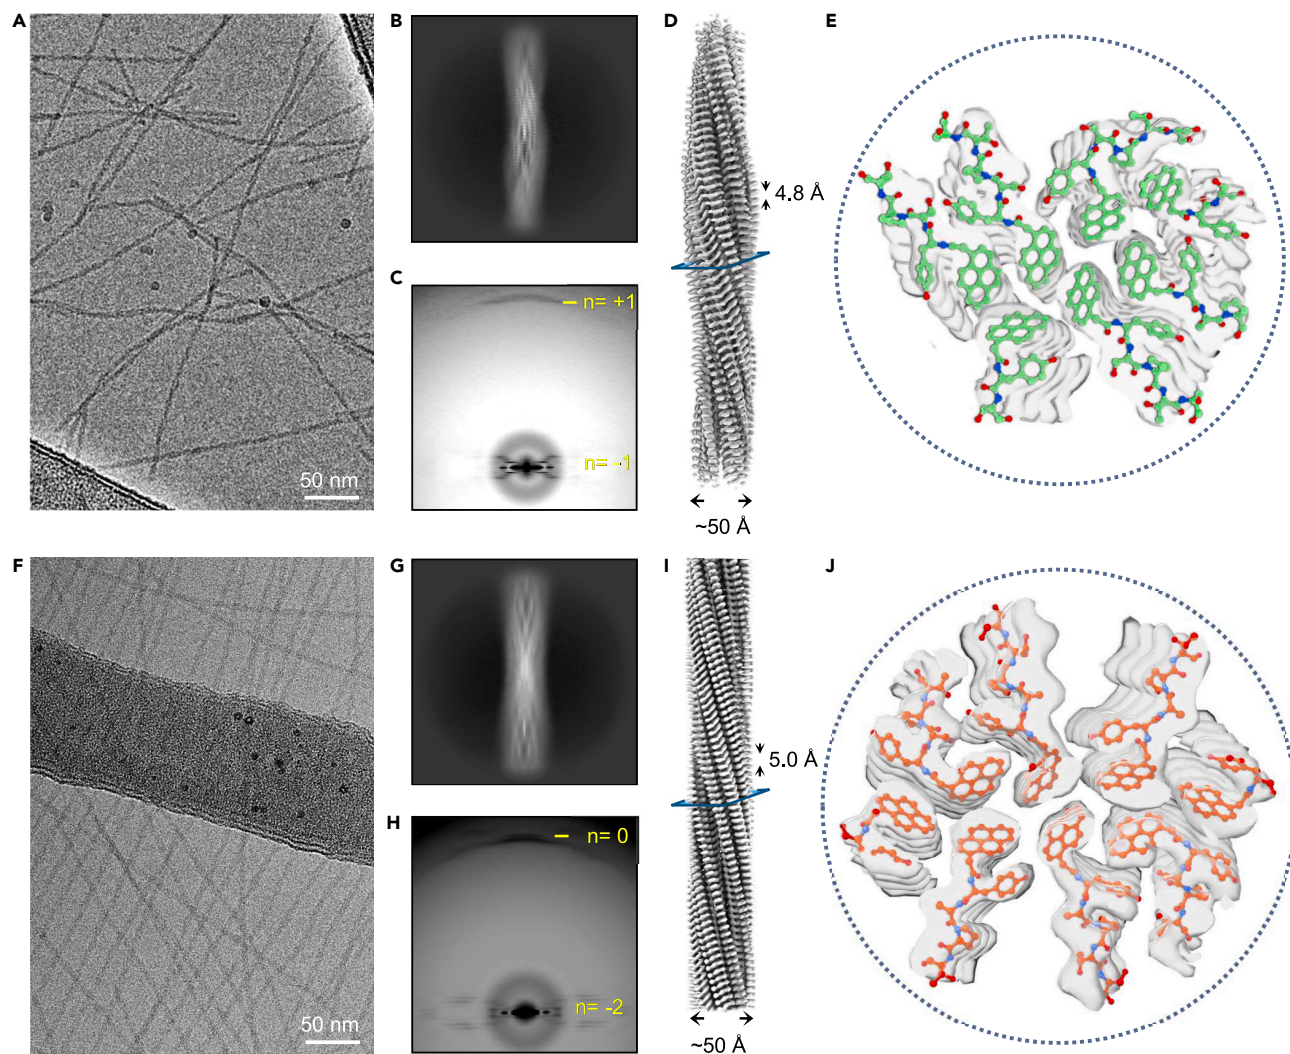 A
B
D
E
4.8 Å
C
n= +1
n= -1
50 nm
~50 Å
F
G
I
J
5.0 Å
H
n= 0
n= -2
50 nm
~50 Å